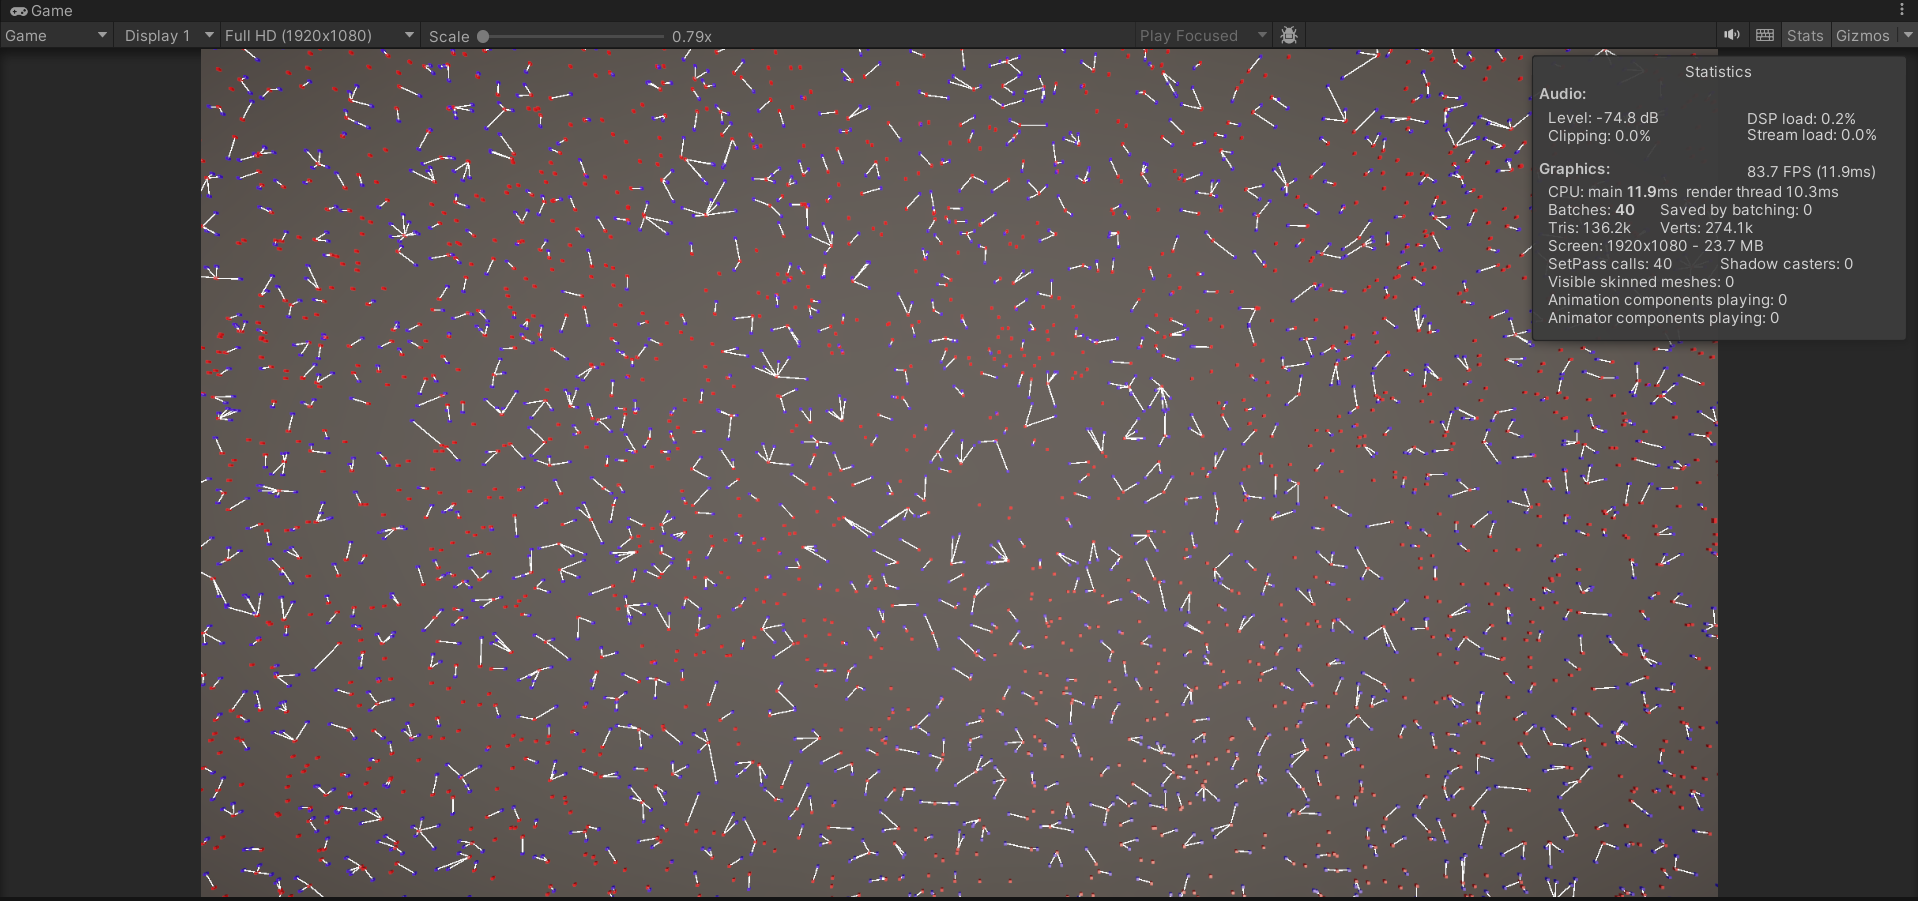 Game
Game Display 1 Full HD (1920x1080) Scale 0.79x Play Focused Stats Gizmos
Statistics
Audio:
Level: -74.8 dB DSP load: 0.2%
Clipping: 0.0% Stream load: 0.0%
Graphics: 83.7 FPS (11.9ms)
CPU: main 11.9ms render thread 10.3ms
Batches: 40 Saved by batching: 0
Tris: 136.2k Verts: 274.1k
Screen: 1920x1080 - 23.7 MB
SetPass calls: 40 Shadow casters: 0
Visible skinned meshes: 0
Animation components playing: 0
Animator components playing: 0